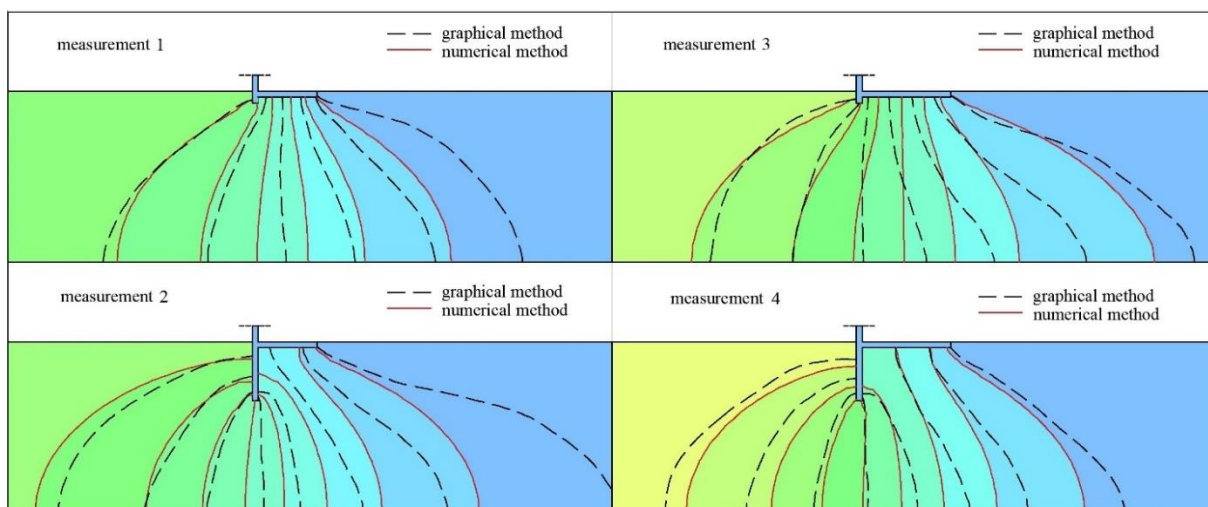 measurement 1
graphical method
numerical method
measurement 3
graphical method
numerical method
measurement 2
graphical method
numerical method
measurement 4
graphical method
numerical method